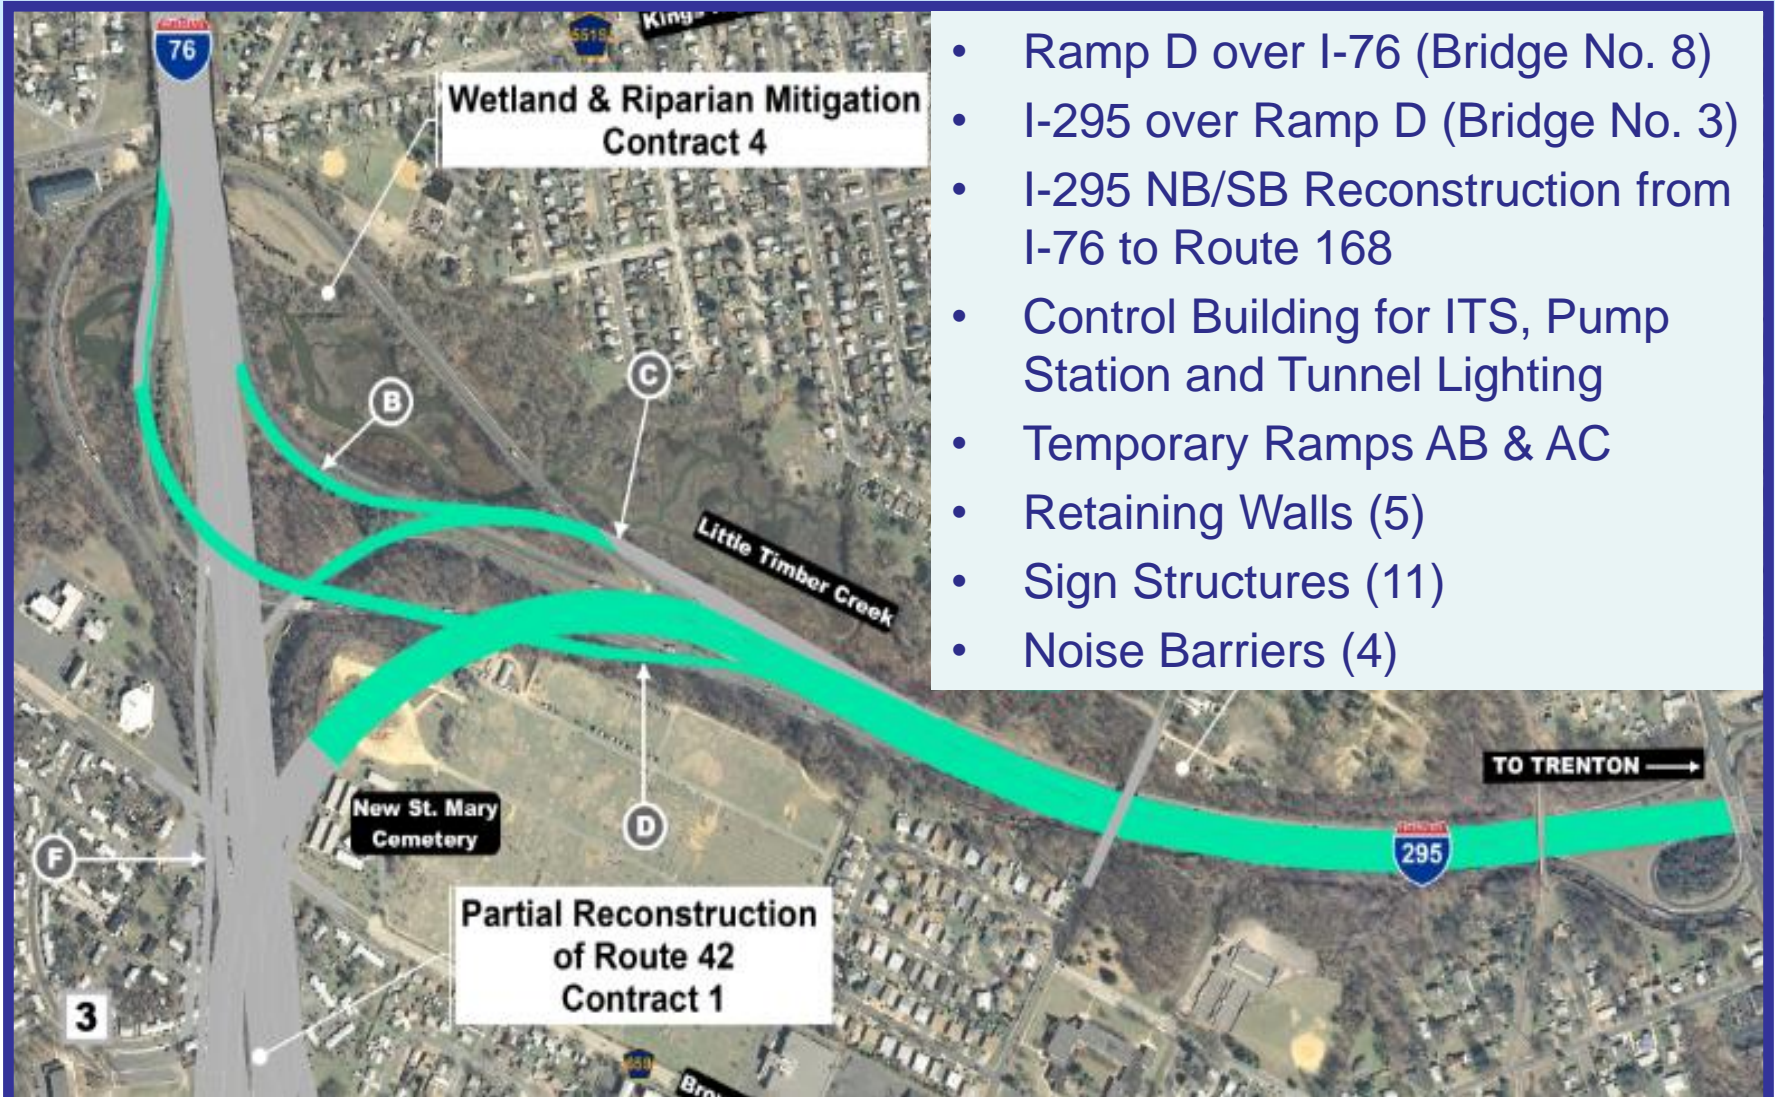 76
Wetland & Riparian Mitigation
Contract 4
• Ramp D over I-76 (Bridge No. 8)
• I-295 over Ramp D (Bridge No. 3)
• I-295 NB/SB Reconstruction from
I-76 to Route 168
• Control Building for ITS, Pump
Station and Tunnel Lighting
• Temporary Ramps AB & AC
• Retaining Walls (5)
• Sign Structures (11)
• Noise Barriers (4)
C
B
Little Timber Creek
TO TRENTON
New St. Mary
Cemetery
D
295
F
Partial Reconstruction
of Route 42
Contract 1
3